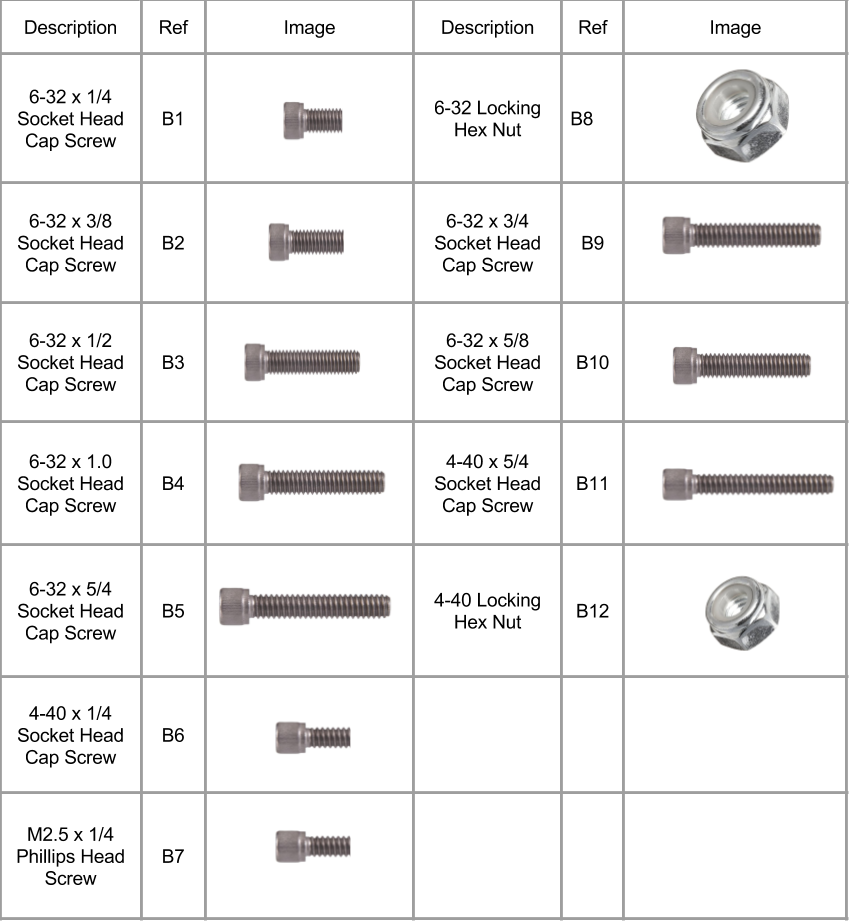 Description Ref Image Description Ref Image
6-32 x 1/4
Socket Head
Cap Screw
B1
6-32 Locking
Hex Nut
B8
6-32 x 3/8
Socket Head
Cap Screw
B2
6-32 x 3/4
Socket Head
Cap Screw
B9
6-32 x 1/2
Socket Head
Cap Screw
B3
6-32 x 5/8
Socket Head
Cap Screw
B10
6-32 x 1.0
Socket Head
Cap Screw
B4
4-40 x 5/4
Socket Head
Cap Screw
B11
6-32 x 5/4
Socket Head
Cap Screw
B5
4-40 Locking
Hex Nut
B12
4-40 x 1/4
Socket Head
Cap Screw
B6
M2.5 x 1/4
Phillips Head
Screw
B7